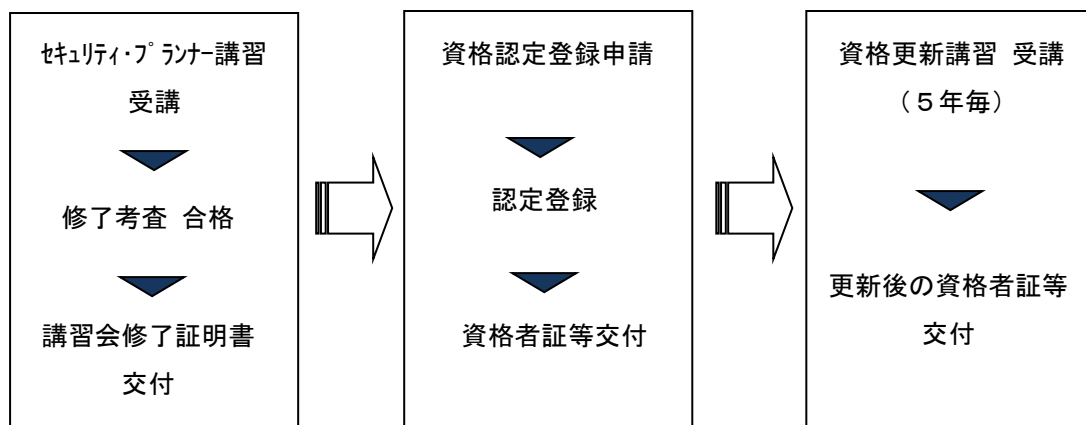 ｾｷｭﾘﾃｨ･ﾌﾟﾗﾝﾅｰ講習
受講
修了考査 合格
講習会修了証明書
交付
資格認定登録申請
認定登録
資格者証等交付
資格更新講習 受講
（５年毎）
更新後の資格者証等
交付